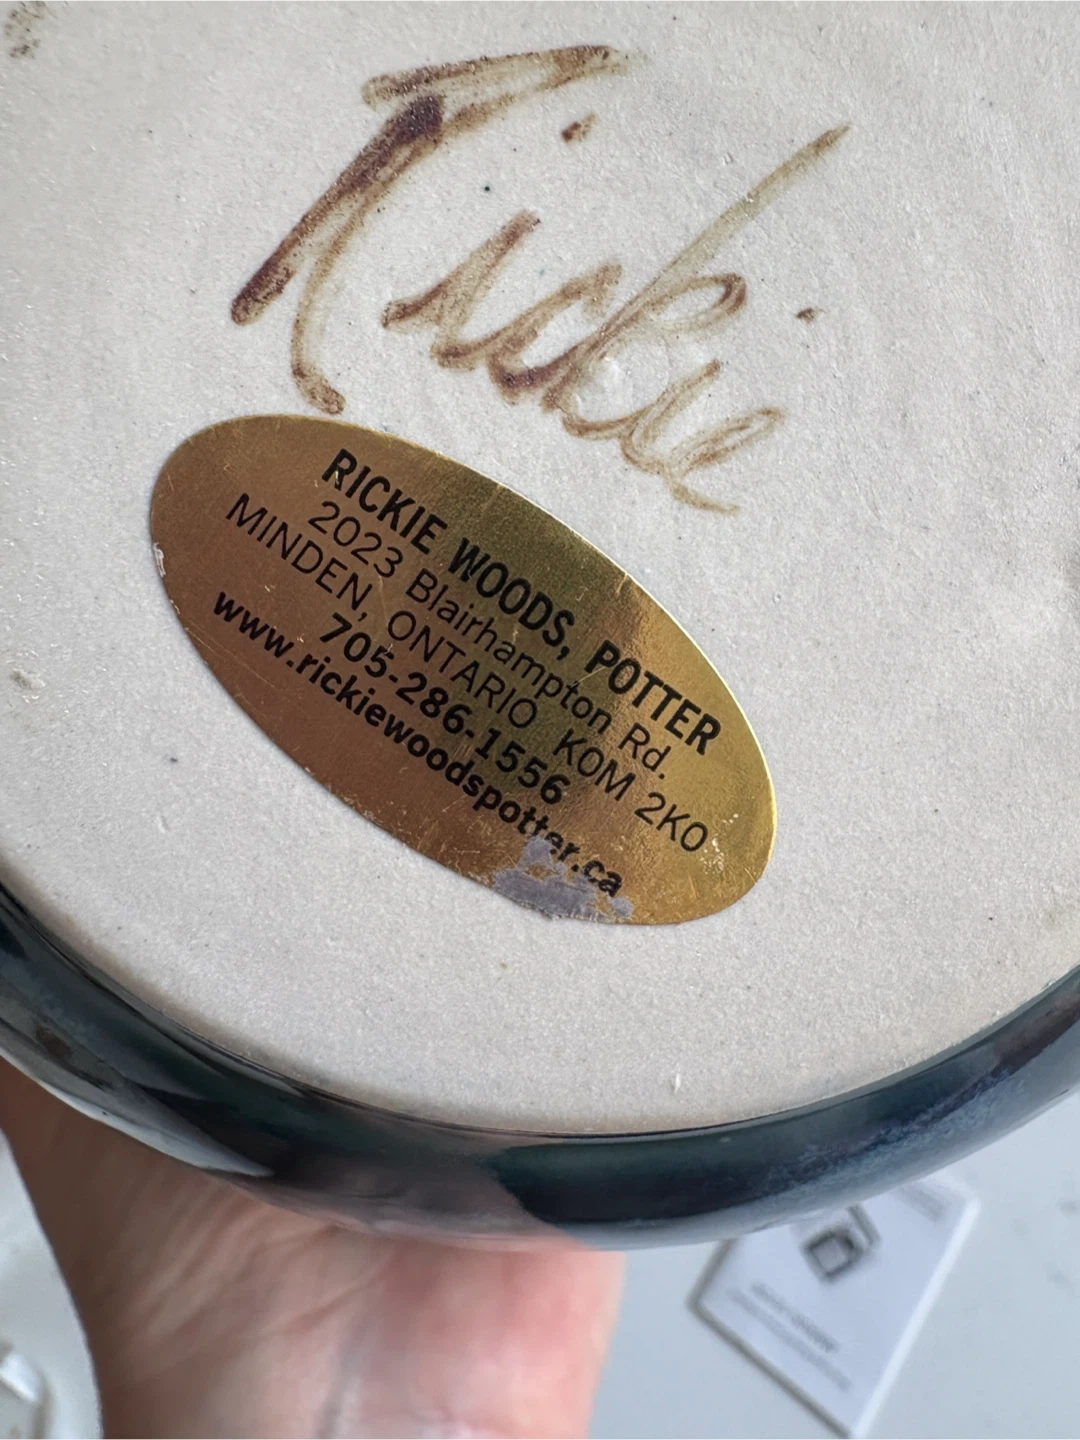 Rickie
RICKIE WOODS, POTTER
2023 Blairhampton Rd.
MINDEN, ONTARIO K0M 2K0
705-286-1556
www.rickiewoodspotter.ca